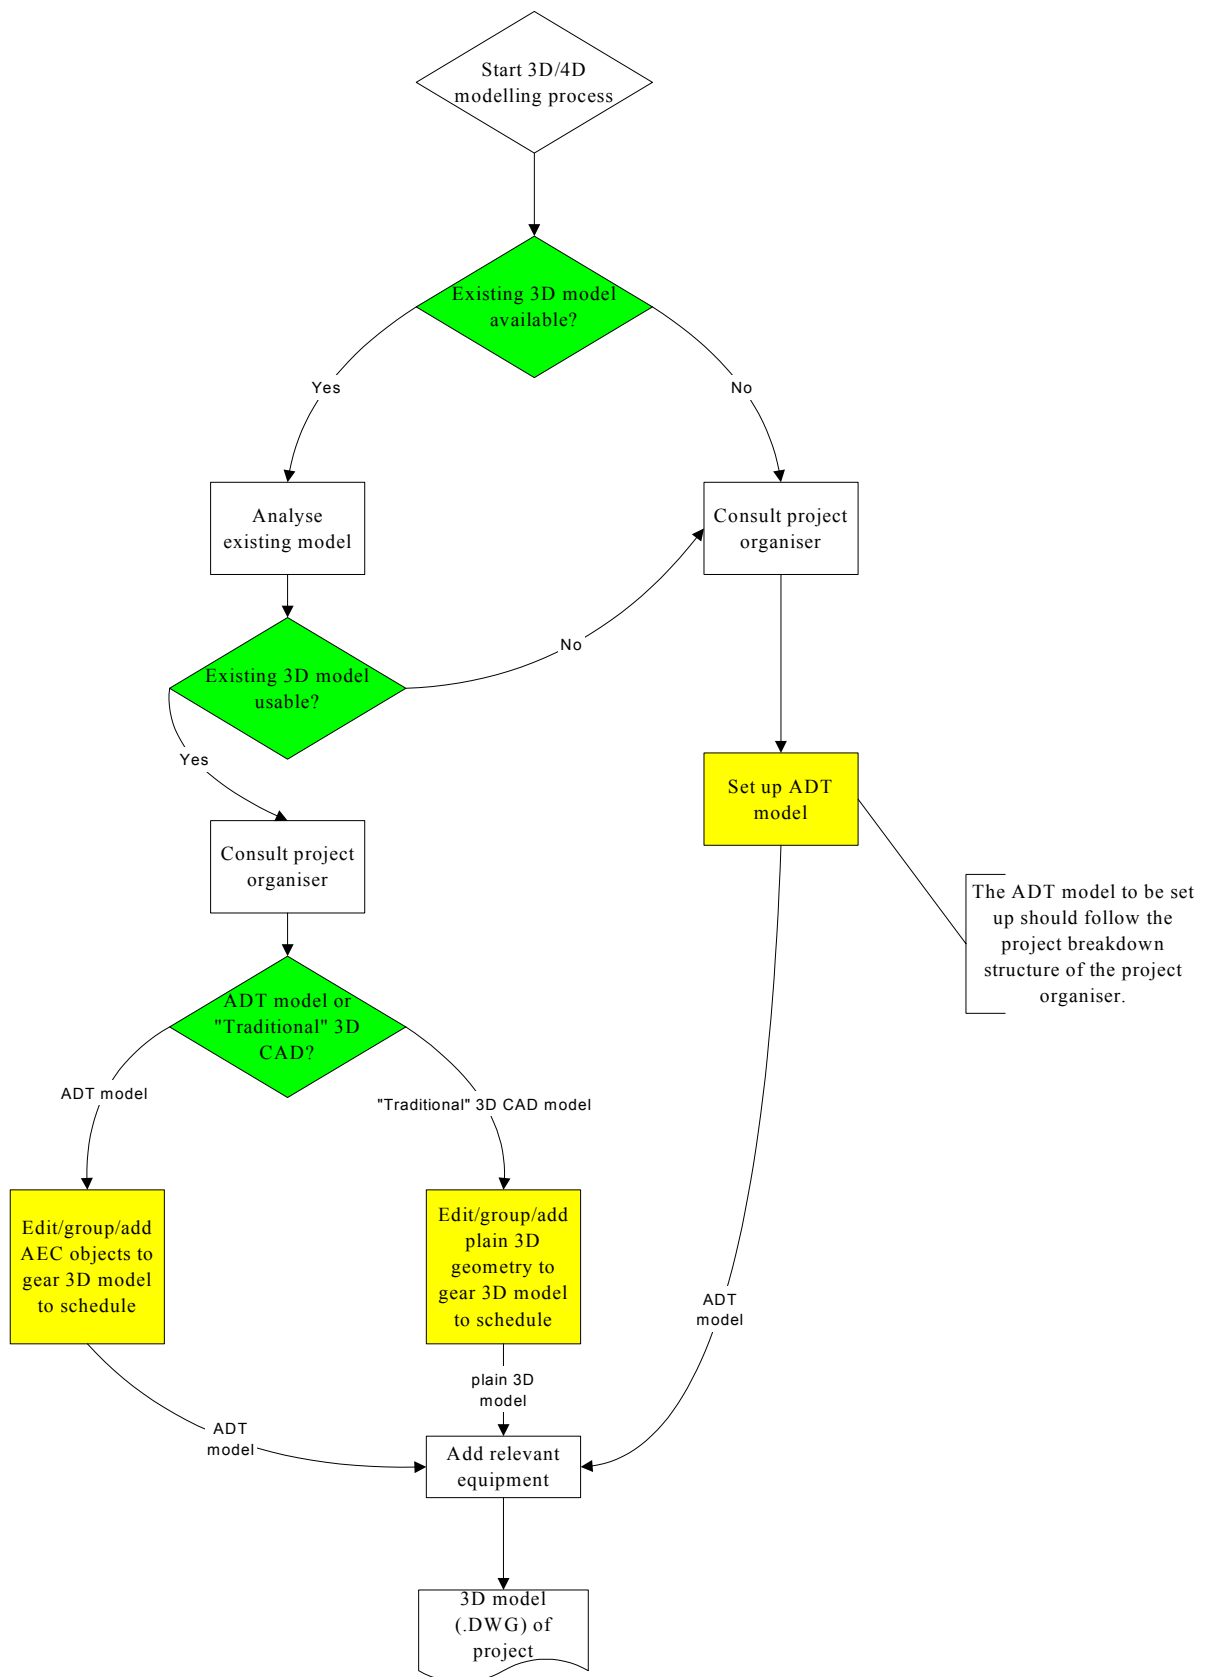 Start 3D/4D
modelling process
Existing 3D model
available?
Yes
No
Analyse
existing model
Consult project
organiser
No
Existing 3D model
usable?
Yes
Set up ADT
model
Consult project
organiser
The ADT model to be set
up should follow the
project breakdown
structure of the project
organiser.
ADT model or
"Traditional" 3D
CAD?
ADT model
"Traditional" 3D CAD model
Edit/group/add
AEC objects to
gear 3D model
to schedule
Edit/group/add
plain 3D
geometry to
gear 3D model
to schedule
ADT
model
plain 3D
model
ADT
model
Add relevant
equipment
3D model
(.DWG) of
project